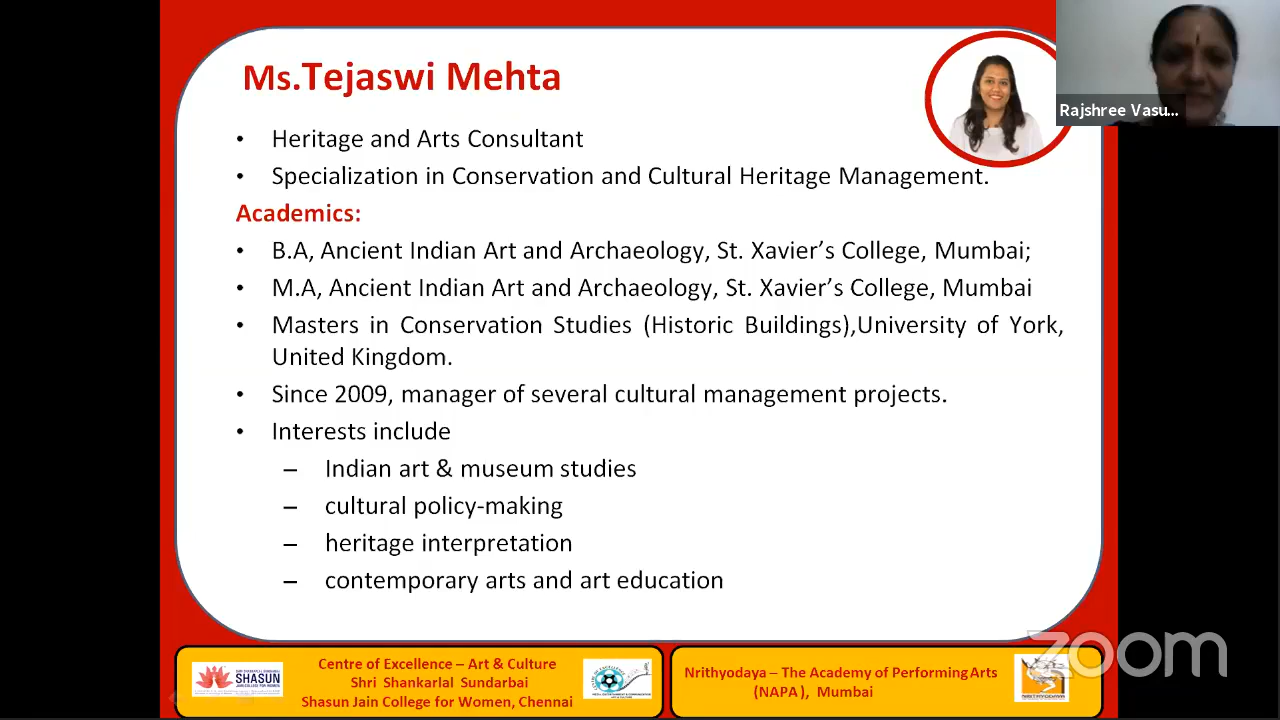 Ms.Tejaswi Mehta
Rajshree Vasu...
• Heritage and Arts Consultant
• Specialization in Conservation and Cultural Heritage Management.
Academics:
• B.A, Ancient Indian Art and Archaeology, St. Xavier’s College, Mumbai;
• M.A, Ancient Indian Art and Archaeology, St. Xavier’s College, Mumbai
• Masters in Conservation Studies (Historic Buildings),University of York,
United Kingdom.
• Since 2009, manager of several cultural management projects.
• Interests include
– Indian art & museum studies
– cultural policy-making
– heritage interpretation
– contemporary arts and art education
SHASUN
Centre of Excellence – Art & Culture
Shri Shankarlal Sundarbai
Shasun Jain College for Women, Chennai
Nrithyodaya – The Academy of Performing Arts
(NAPA), Mumbai
zoom